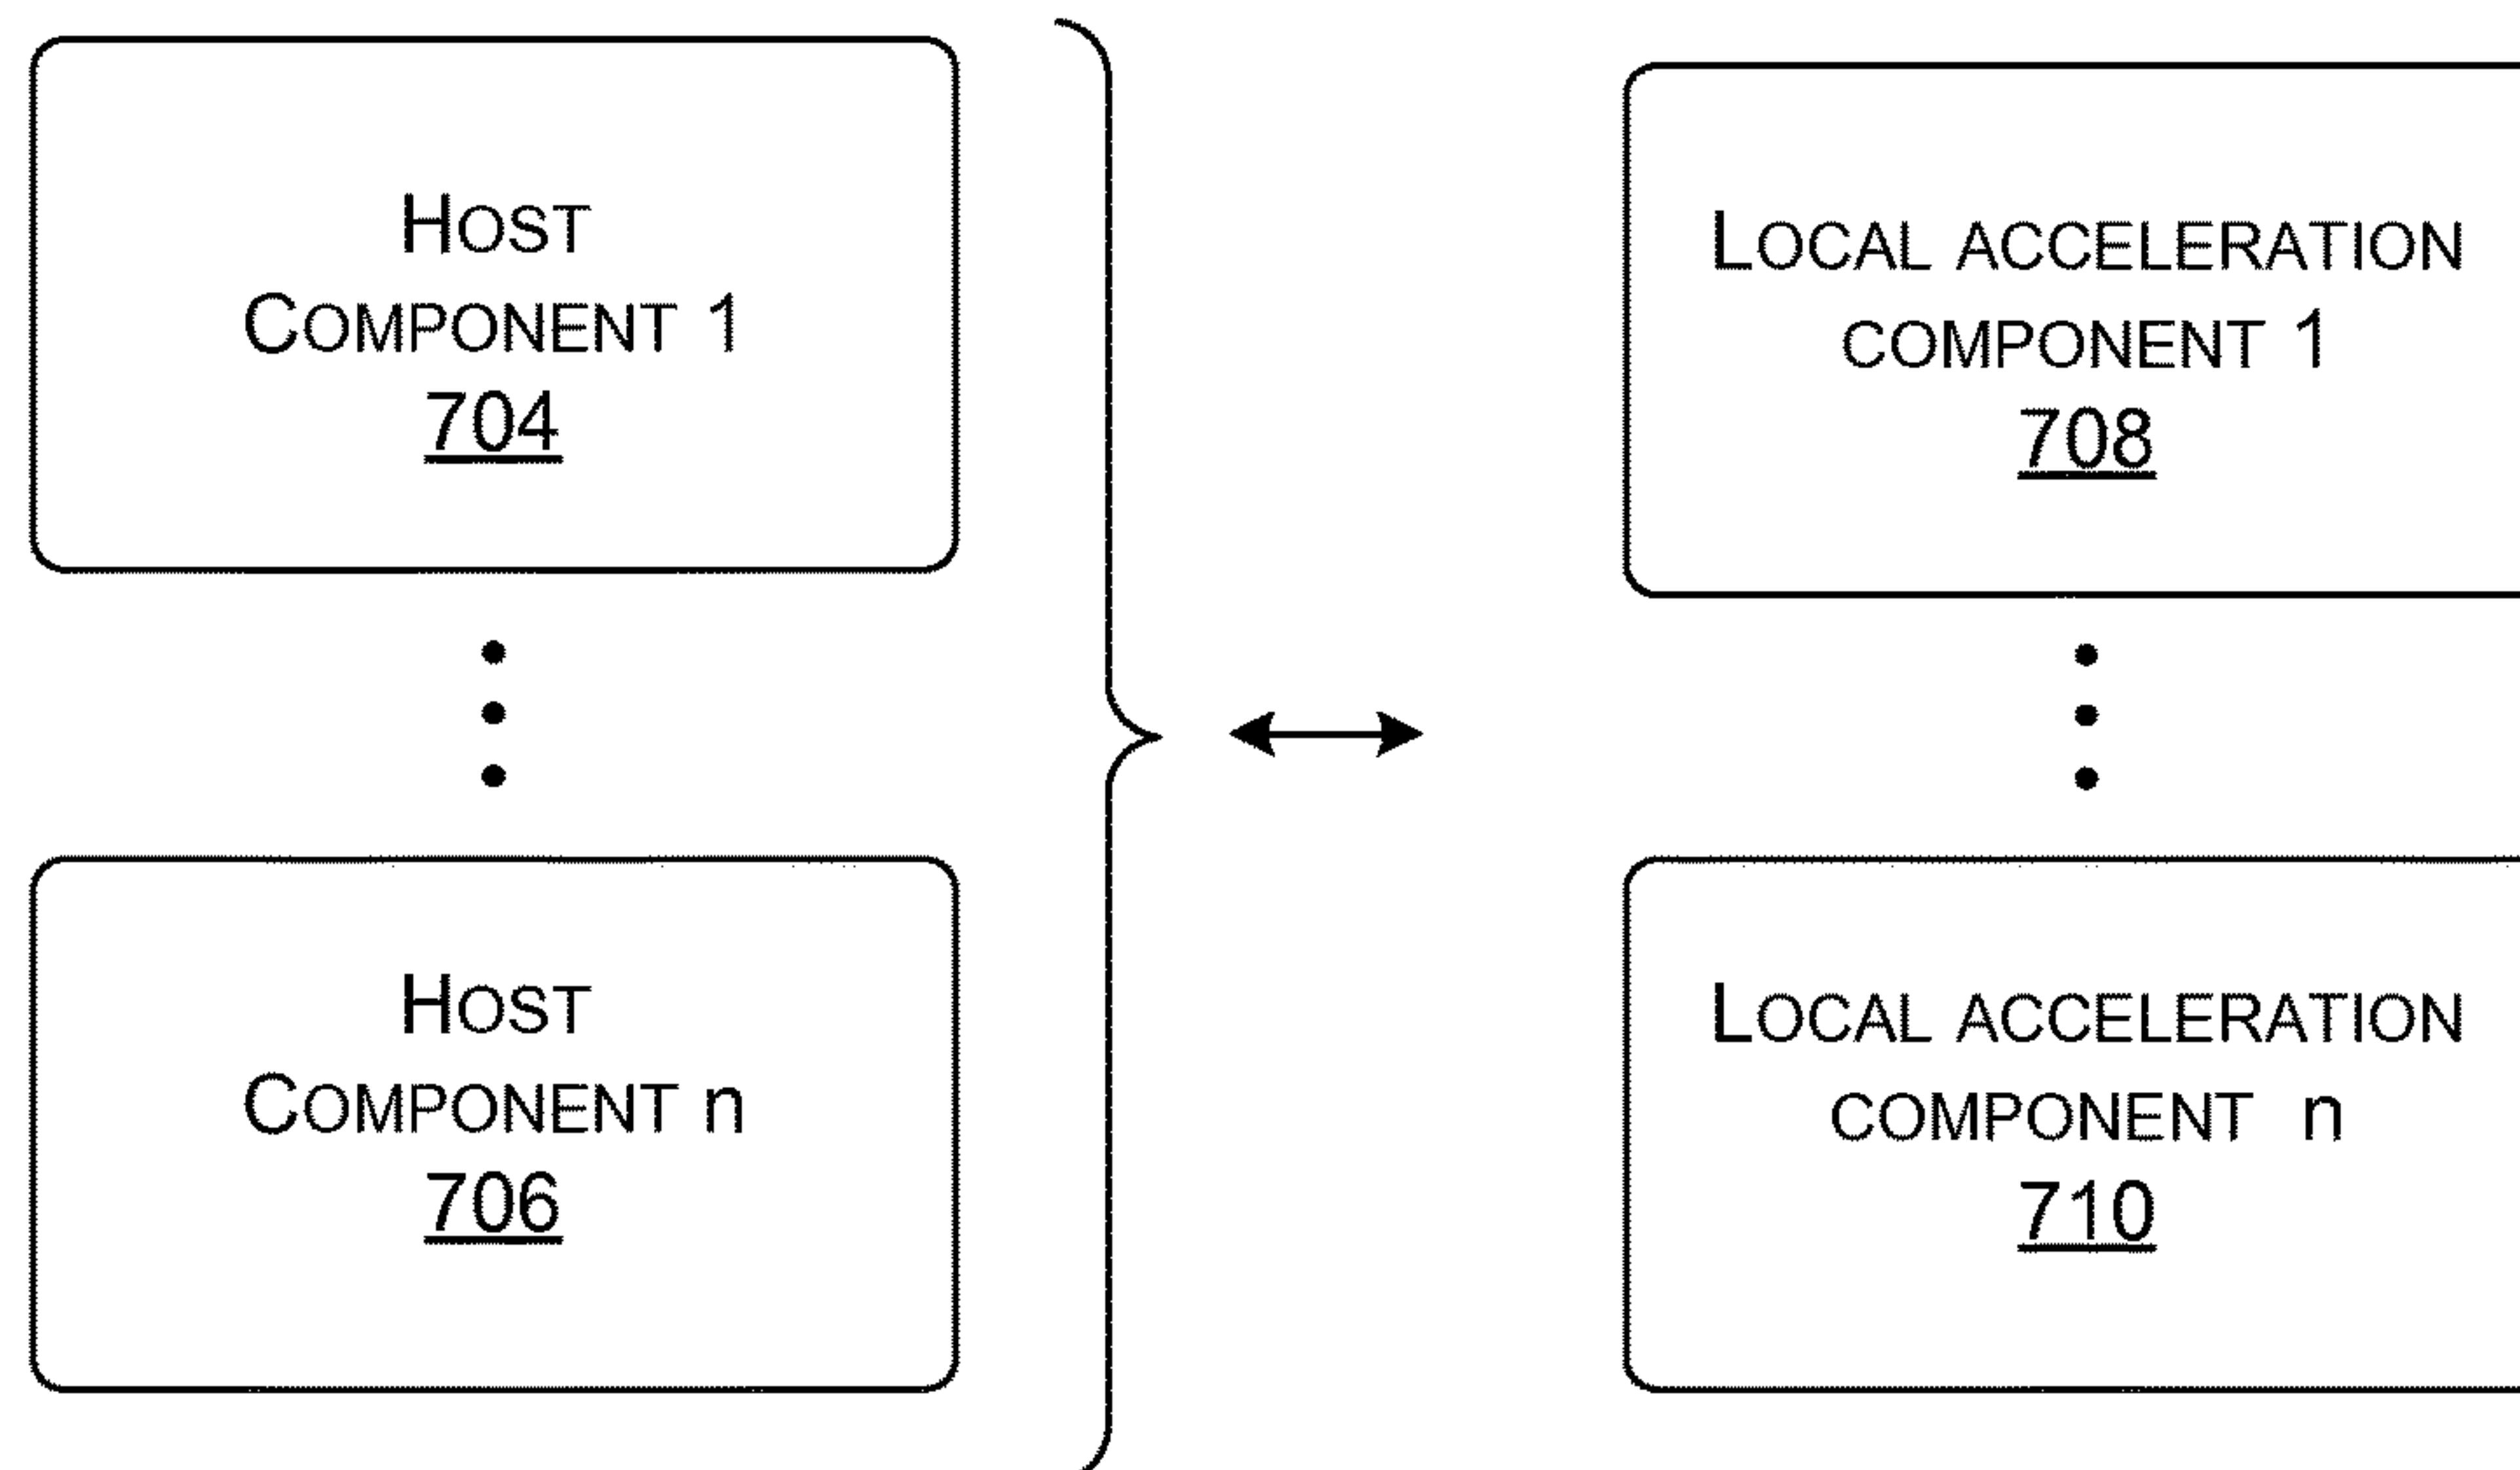 HOST
COMPONENT 1
704
LOCAL ACCELERATION
COMPONENT 1
708
HOST
COMPONENT n
706
LOCAL ACCELERATION
COMPONENT n
710